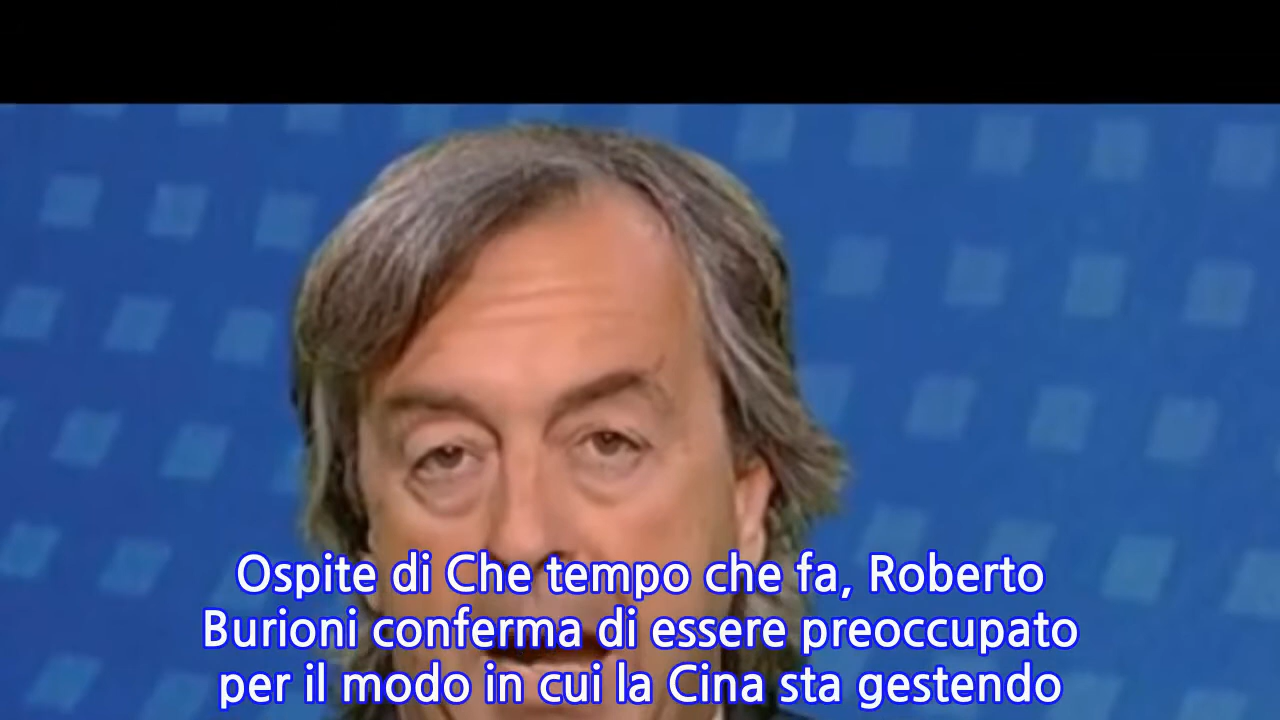 Ospite di Che tempo che fa, Roberto
Burioni conferma di essere preoccupato
per il modo in cui la Cina sta gestendo